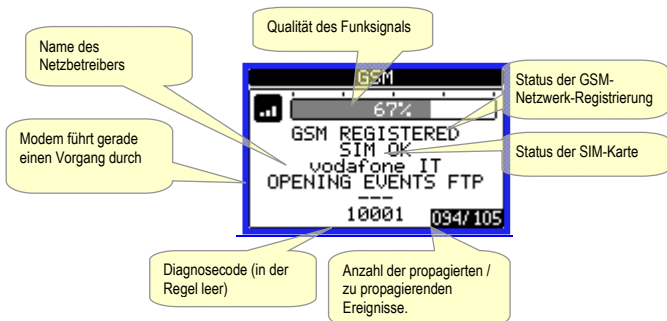 Qualität des Funksignals
Name des
Netzbetreibers
Status der GSM-
Netzwerk-Registrierung
Modem führt gerade
einen Vorgang durch
Status der SIM-Karte
GSM
67%
GSM REGISTERED
SIM OK
vodafone IT
OPENING EVENTS FTP
---
10001
094/105
Diagnosecode (in der
Regel leer)
Anzahl der propagierten /
zu propagierenden
Ereignisse.